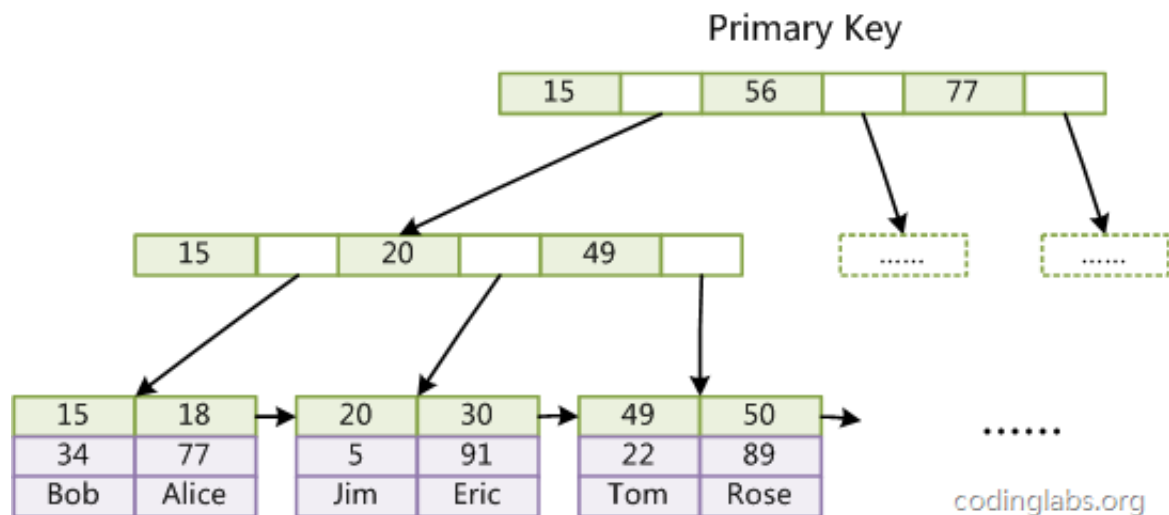 Primary Key
15 56 77
15 20 49
...... ......
15 18 20 30 49 50
34 77 5 91 22 89
Bob Alice Jim Eric Tom Rose
......
codinglabs.org